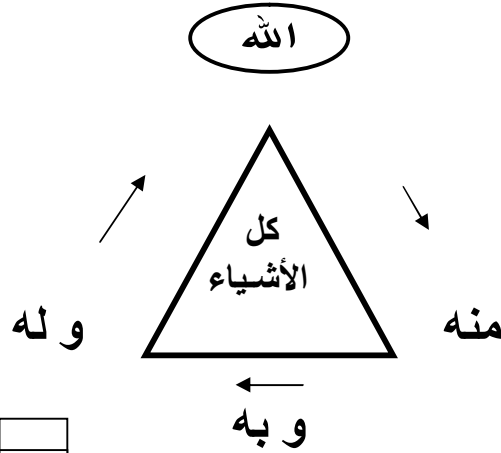 الله
كل
الأشياء
منه
و به
و له